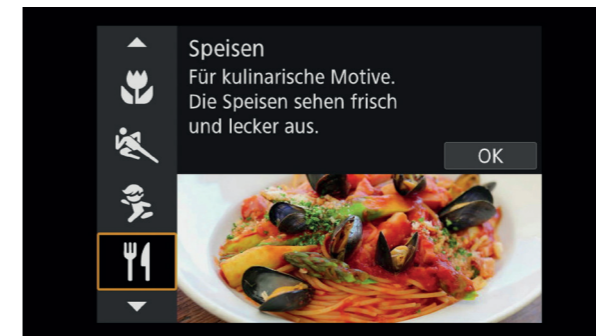 Speisen
Für kulinarische Motive.
Die Speisen sehen frisch
und lecker aus.
OK